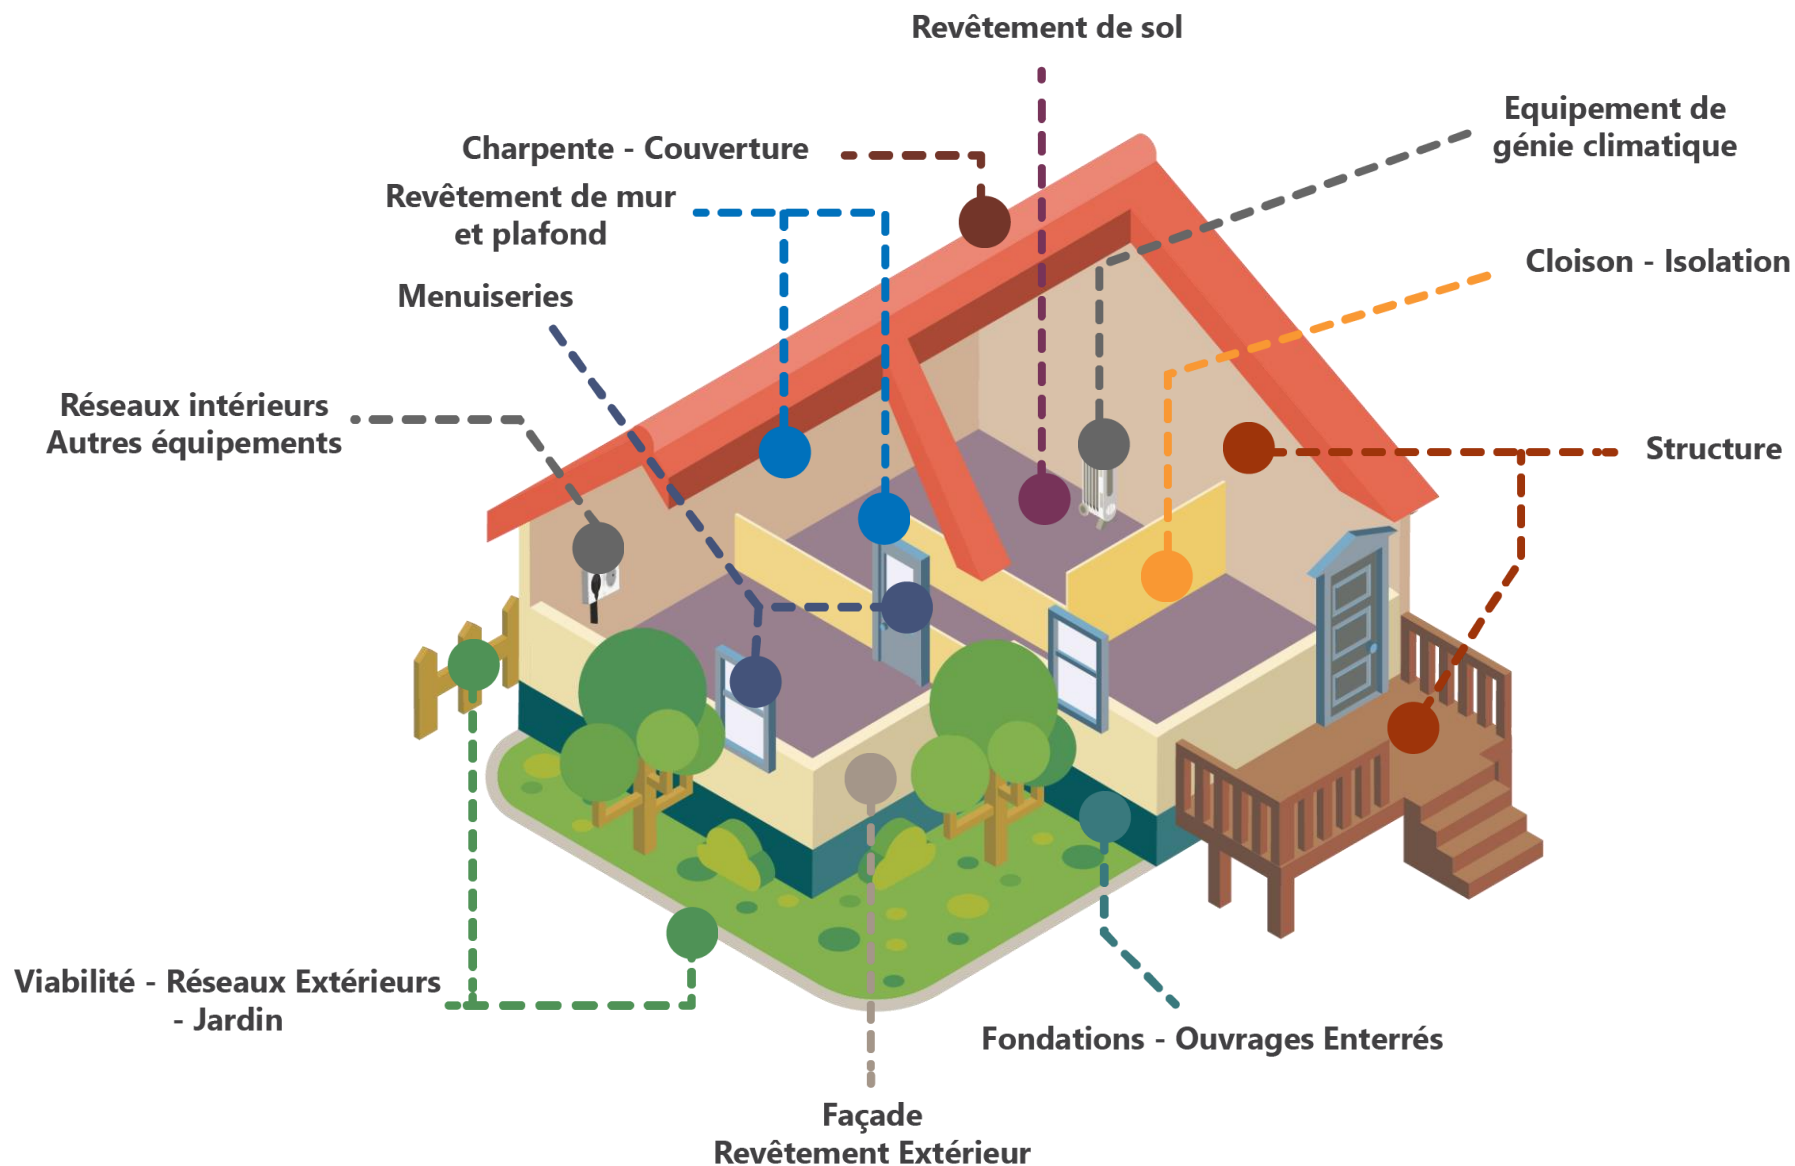 Revêtement de sol
Equipement de
génie climatique
Charpente - Couverture
Revêtement de mur
et plafond
Cloison - Isolation
Menuiseries
Réseaux intérieurs
Autres équipements
Structure
Viabilité - Réseaux Extérieurs
- Jardin
Fondations - Ouvrages Enterrés
Façade
Revêtement Extérieur